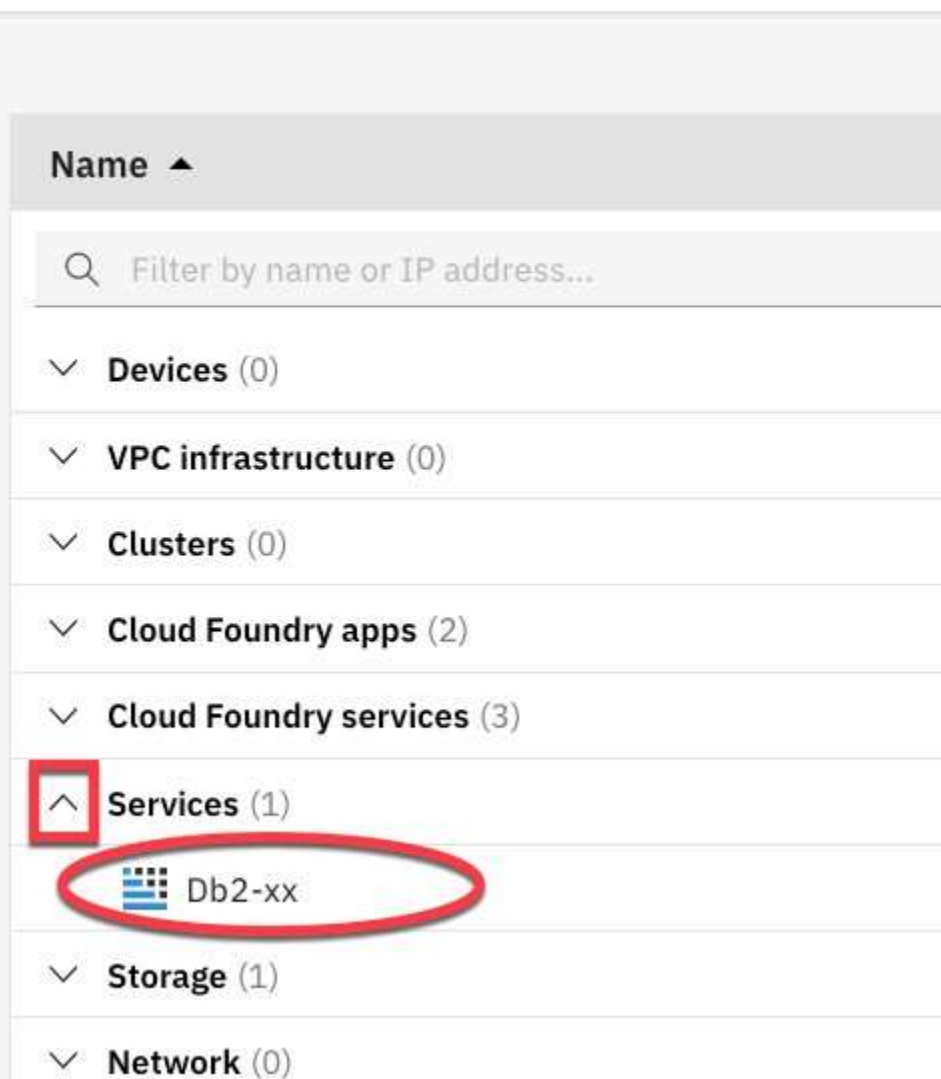 Name
Filter by name or IP address...
Devices (0)
VPC infrastructure (0)
Clusters (0)
Cloud Foundry apps (2)
Cloud Foundry services (3)
Services (1)
Db2-xx
Storage (1)
Network (0)